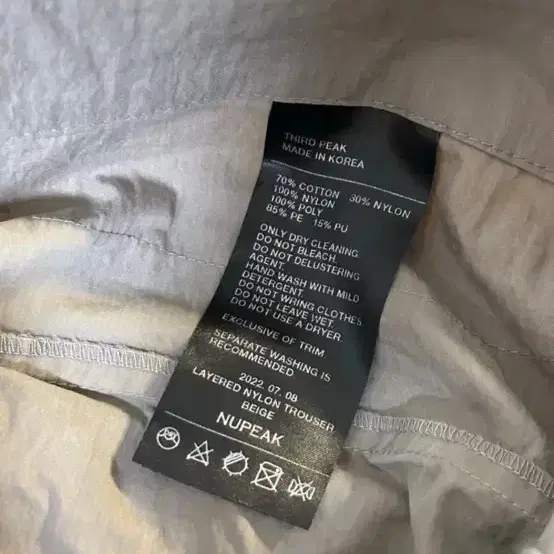 THIRD PEAK
MADE IN KOREA
70% COTTON 30% NYLON
100% NYLON
100% POLY
85% PE 15% PU
ONLY DRY CLEANING.
DO NOT BLEACH.
DO NOT DELUSTERING
AGENT.
HAND WASH WITH MILD
DETERGENT.
DO NOT WRING CLOTHES.
DO NOT LEAVE WET.
DO NOT USE A DRYER.
EXCLUSIVE OF TRIM.
SEPARATE WASHING IS
RECOMMENDED
2022. 07. 08
LAYERED NYLON TROUSER
BEIGE
NUPEAK